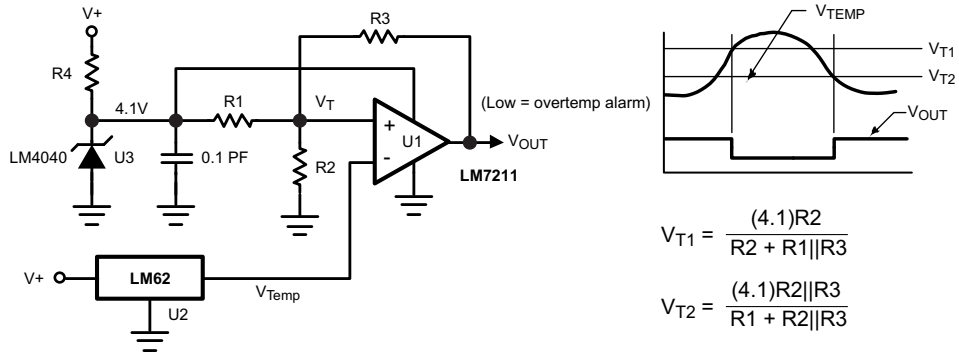 V+
R3
R4
4.1V
R1
VT
U1
+
-
(Low = overtemp alarm)
VOUT
LM4040
U3
0.1 PF
R2
LM7211
V+
LM62
VTemp
U2
VTEMP
VT1
VT2
VOUT
VT1 = (4.1)R2 / R2 + R1||R3
VT2 = (4.1)R2||R3 / R1 + R2||R3